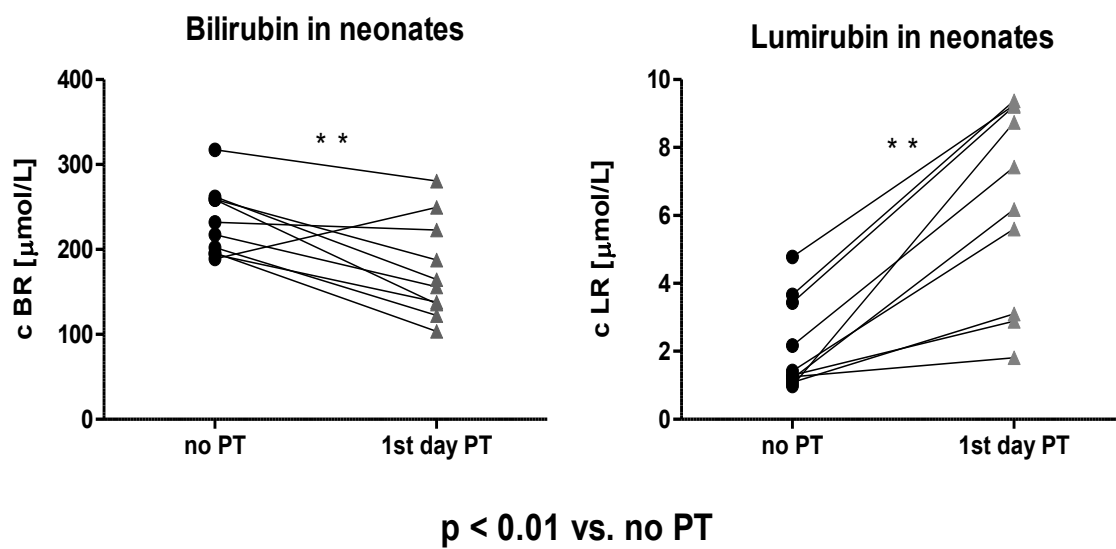 Bilirubin in neonates
400
300
200
100
0
c BR [μmol/L]
* *
no PT
1st day PT
Lumirubin in neonates
10
8
6
4
2
0
c LR [μmol/L]
* *
no PT
1st day PT
p < 0.01 vs. no PT